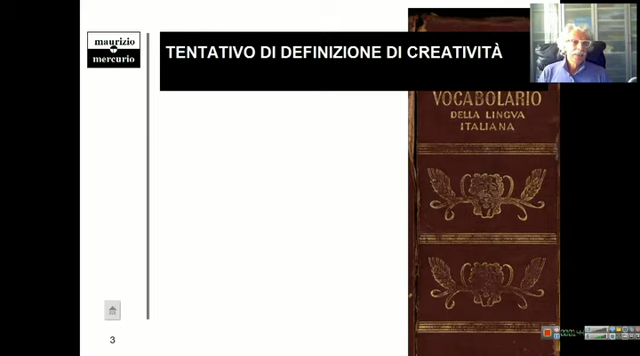 maurizio
mercurio
TENTATIVO DI DEFINIZIONE DI CREATIVITÀ
VOCABOLARIO
DELLA LINGVA
ITALIANA
3